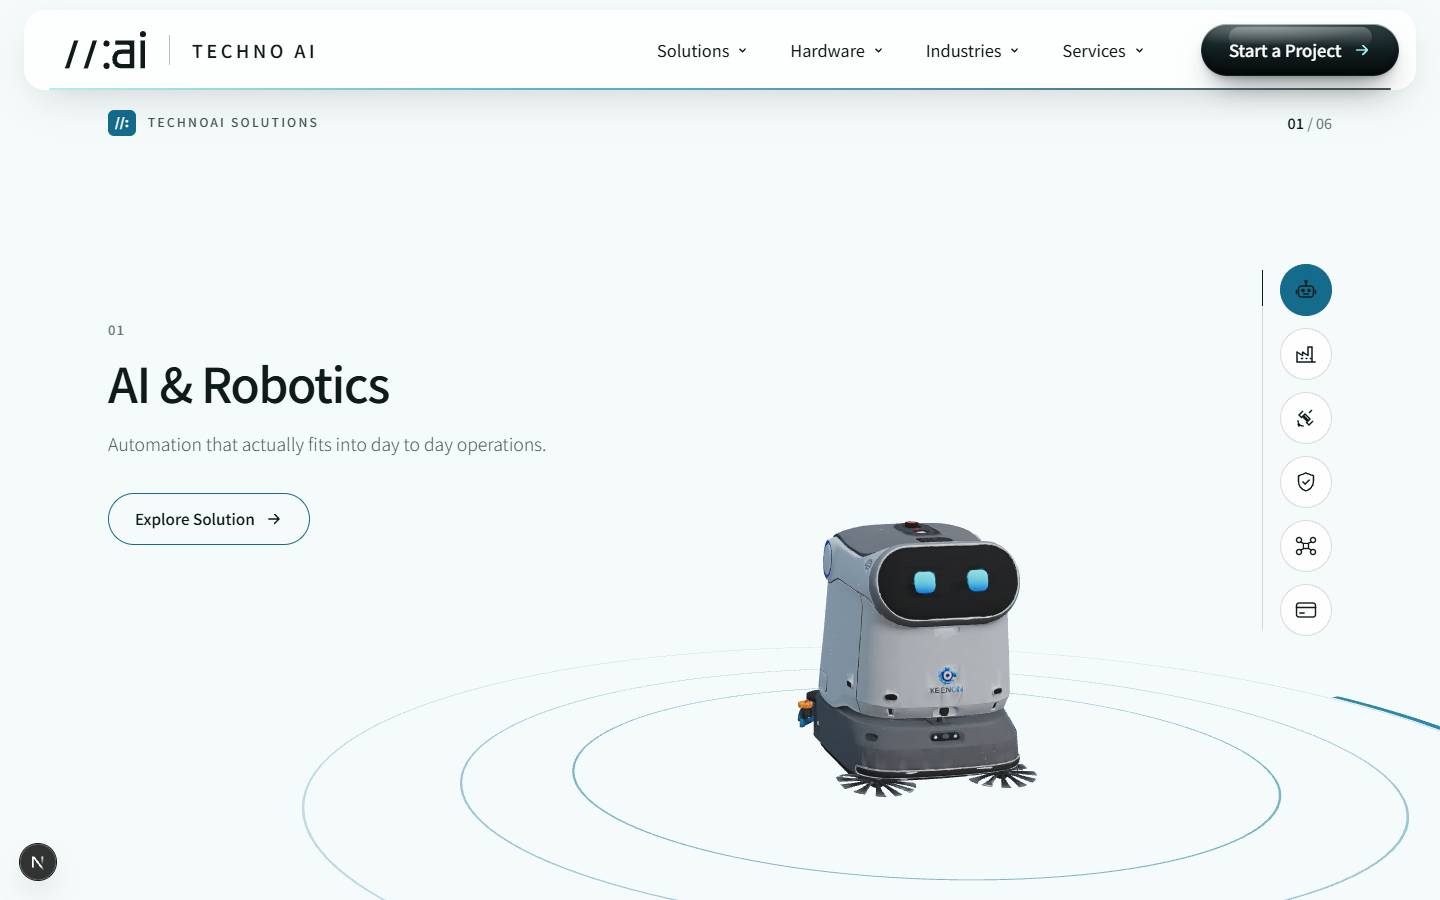 //:ai
TECHNO AI
Solutions
Hardware
Industries
Services
Start a Project
//:
TECHNOAI SOLUTIONS
01 / 06
01
AI & Robotics
Automation that actually fits into day to day operations.
Explore Solution
KEENON
N